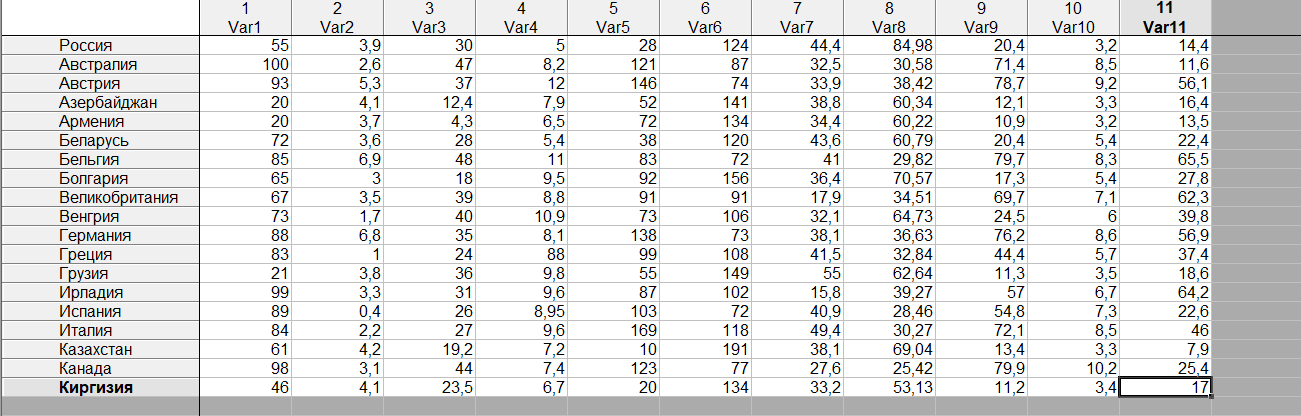 1 2 3 4 5 6 7 8 9 10 11
Var1 Var2 Var3 Var4 Var5 Var6 Var7 Var8 Var9 Var10 Var11
Россия 55 3,9 30 5 28 124 44,4 84,98 20,4 3,2 14,4
Австралия 100 2,6 47 8,2 121 87 32,5 30,58 71,4 8,5 11,6
Австрия 93 5,3 37 12 146 74 33,9 38,42 78,7 9,2 56,1
Азербайджан 20 4,1 12,4 7,9 52 141 38,8 60,34 12,1 3,3 16,4
Армения 20 3,7 4,3 6,5 72 134 34,4 60,22 10,9 3,2 13,5
Беларусь 72 3,6 28 5,4 38 120 43,6 60,79 20,4 5,4 22,4
Бельгия 85 6,9 48 11 83 72 41 29,82 79,7 8,3 65,5
Болгария 65 3 18 9,5 92 156 36,4 70,57 17,3 5,4 27,8
Великобритания 67 3,5 39 8,8 91 91 17,9 34,51 69,7 7,1 62,3
Венгрия 73 1,7 40 10,9 73 106 32,1 64,73 24,5 6 39,8
Германия 88 6,8 35 8,1 138 73 38,1 36,63 76,2 8,6 56,9
Греция 83 1 24 88 99 108 41,5 32,84 44,4 5,7 37,4
Грузия 21 3,8 36 9,8 55 149 55 62,64 11,3 3,5 18,6
Ирладия 99 3,3 31 9,6 87 102 15,8 39,27 57 6,7 64,2
Испания 89 0,4 26 8,95 103 72 40,9 28,46 54,8 7,3 22,6
Италия 84 2,2 27 9,6 169 118 49,4 30,27 72,1 8,5 46
Казахстан 61 4,2 19,2 7,2 10 191 38,1 69,04 13,4 3,3 7,9
Канада 98 3,1 44 7,4 123 77 27,6 25,42 79,9 10,2 25,4
Киргизия 46 4,1 23,5 6,7 20 134 33,2 53,13 11,2 3,4 17